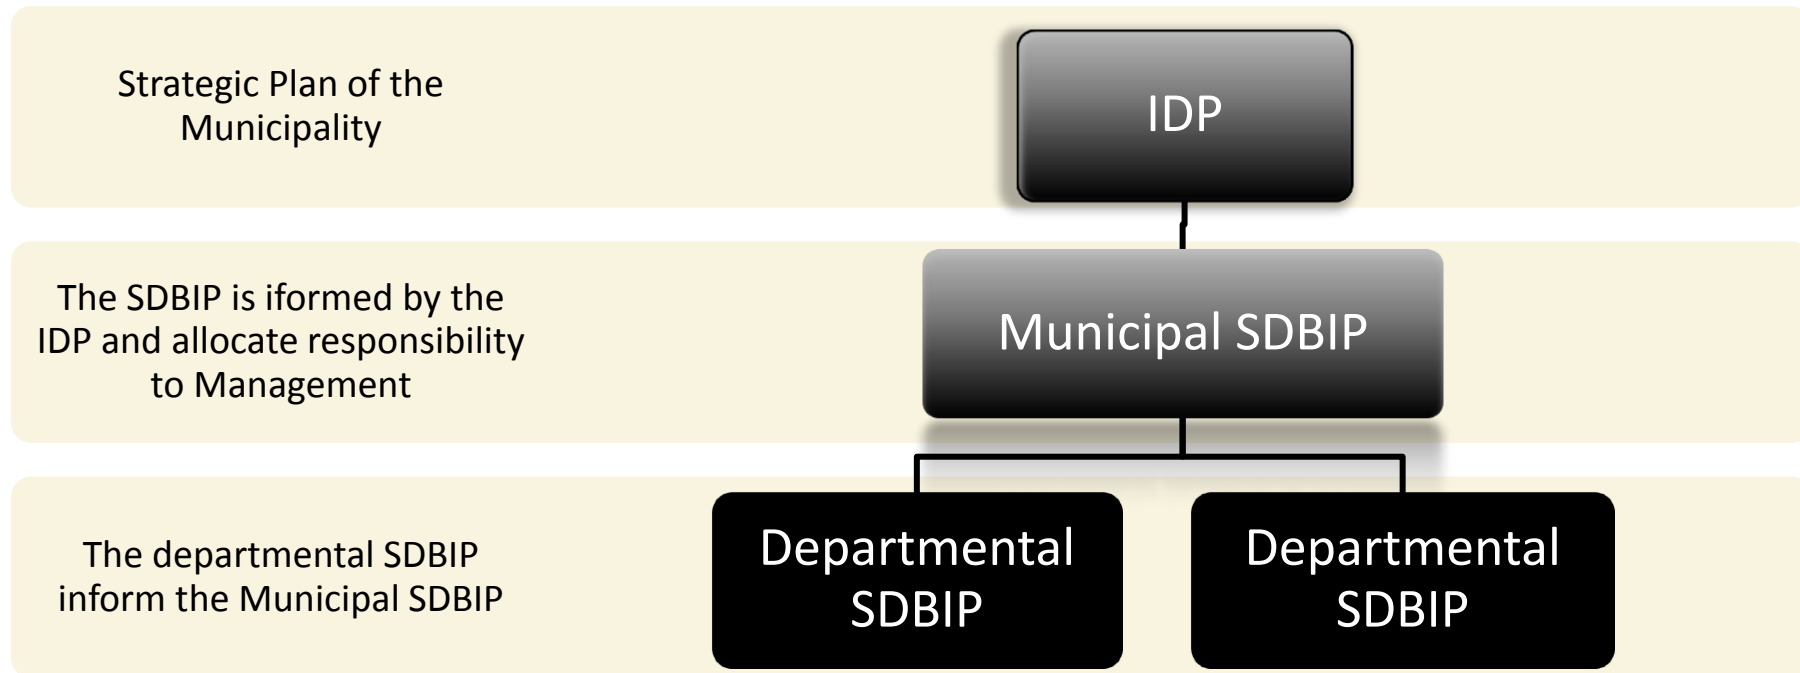 Strategic Plan of the
Municipality
IDP
The SDBIP is iformed by the
IDP and allocate responsibility
to Management
Municipal SDBIP
The departmental SDBIP
inform the Municipal SDBIP
Departmental
SDBIP
Departmental
SDBIP